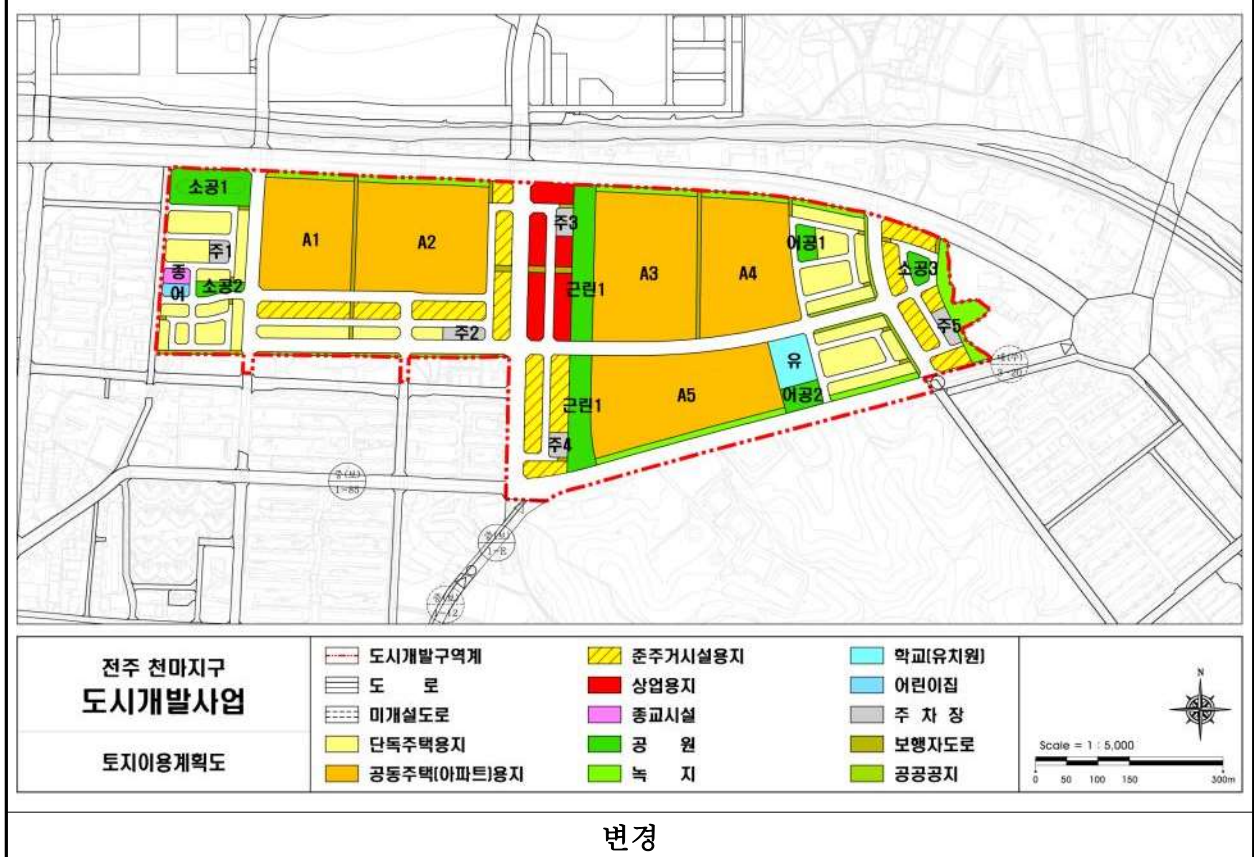 소공1
A1
A2
주3
주1
종
어
소공2
근린1
A3
A4
어공1
소공3
주2
주5
유
근린1
A5
어공2
주4
중(보)
1-85
중(보)
1-E
전주 천마지구
도시개발사업
토지이용계획도
도시개발구역계
도 로
미개설도로
단독주택용지
공동주택(아파트)용지
준주거시설용지
상업용지
종교시설
공 원
녹 지
학교(유치원)
어린이집
주 차 장
보행자도로
공공공지
N
Scale = 1 : 5,000
0 50 100 150 300m
변경